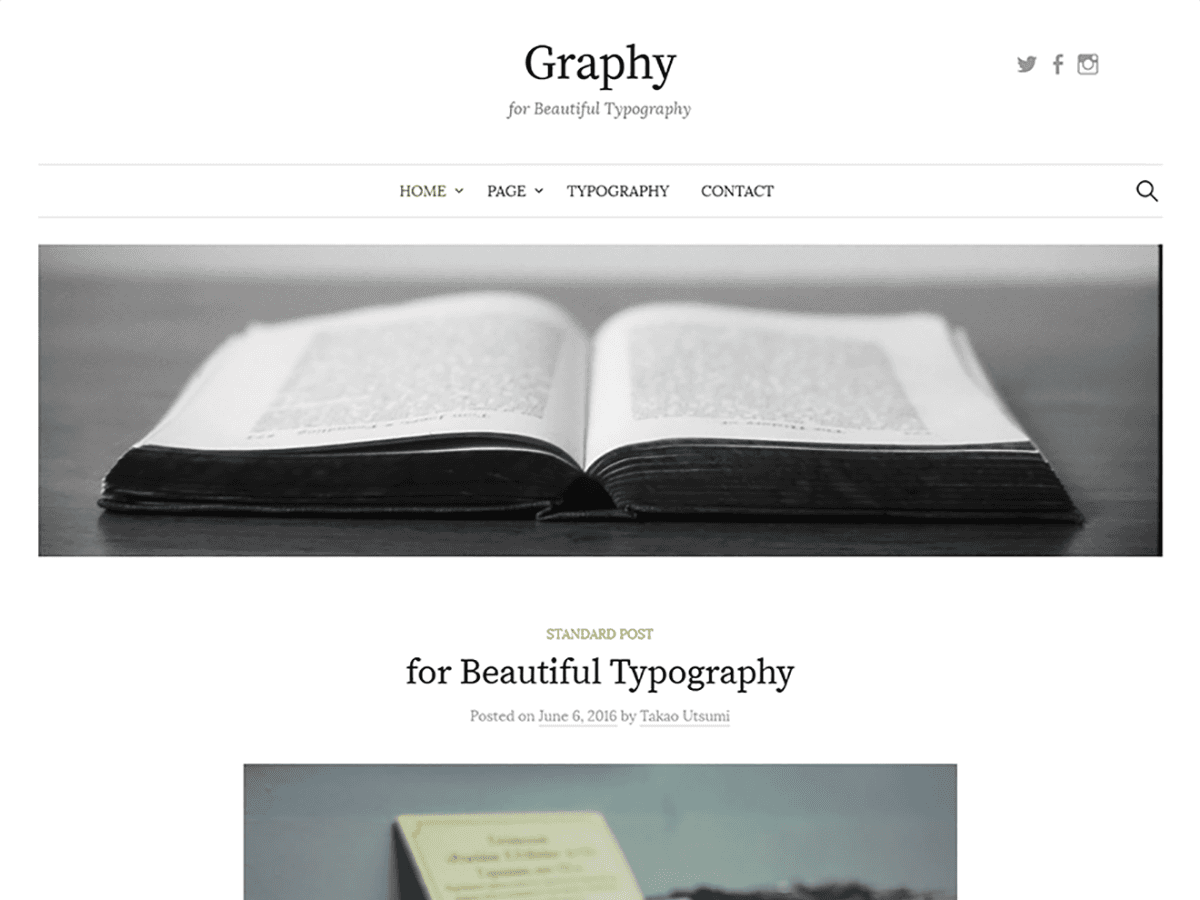 Graphy
for Beautiful Typography
HOME PAGE TYPOGRAPHY CONTACT
STANDARD POST
for Beautiful Typography
Posted on June 6, 2016 by Takao Utsumi